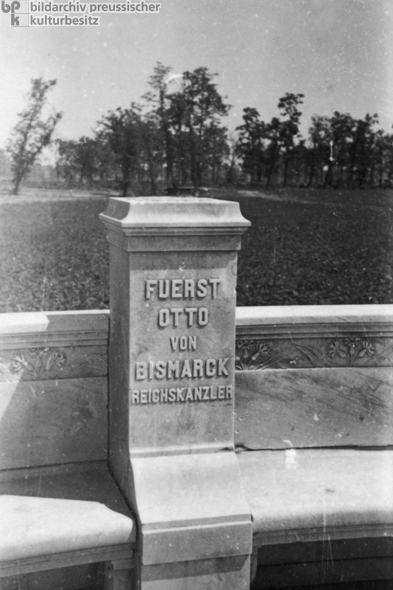 bpk bildarchiv preussischer
kulturbesitz
FUERST
OTTO
VON
BISMARCK
REICHSKANZLER